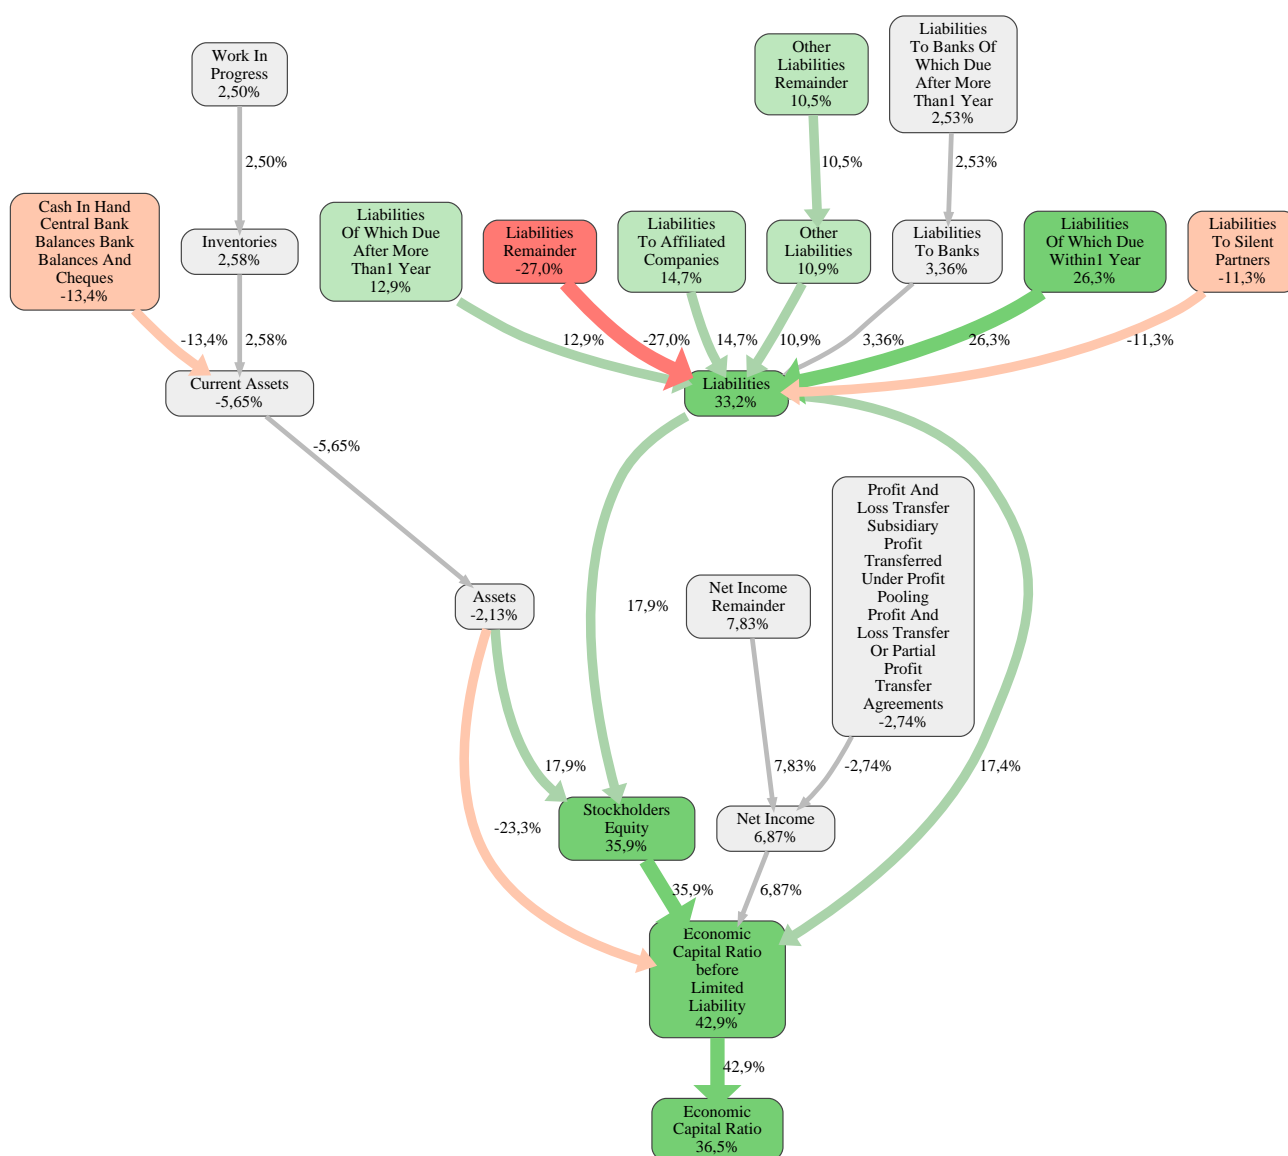 Work In
Progress
2,50%
Other
Liabilities
Remainder
10,5%
Liabilities
To Banks Of
Which Due
After More
Than1 Year
2,53%
2,50%
10,5%
2,53%
Cash In Hand
Central Bank
Balances Bank
Balances And
Cheques
-13,4%
Inventories
2,58%
Liabilities
Of Which Due
After More
Than1 Year
12,9%
Liabilities
Remainder
-27,0%
Liabilities
To Affiliated
Companies
14,7%
Other
Liabilities
10,9%
Liabilities
To Banks
3,36%
Liabilities
Of Which Due
Within1 Year
26,3%
Liabilities
To Silent
Partners
-11,3%
-13,4%
2,58%
12,9%
-27,0%
14,7%
10,9%
3,36%
26,3%
-11,3%
Current Assets
-5,65%
Liabilities
33,2%
-5,65%
Profit And
Loss Transfer
Subsidiary
Profit
Transferred
Under Profit
Pooling
Profit And
Loss Transfer
Or Partial
Profit
Transfer
Agreements
-2,74%
Assets
-2,13%
17,9%
Net Income
Remainder
7,83%
17,9%
7,83%
-2,74%
17,4%
-23,3%
Stockholders
Equity
35,9%
Net Income
6,87%
35,9%
6,87%
Economic
Capital Ratio
before
Limited
Liability
42,9%
42,9%
Economic
Capital Ratio
36,5%